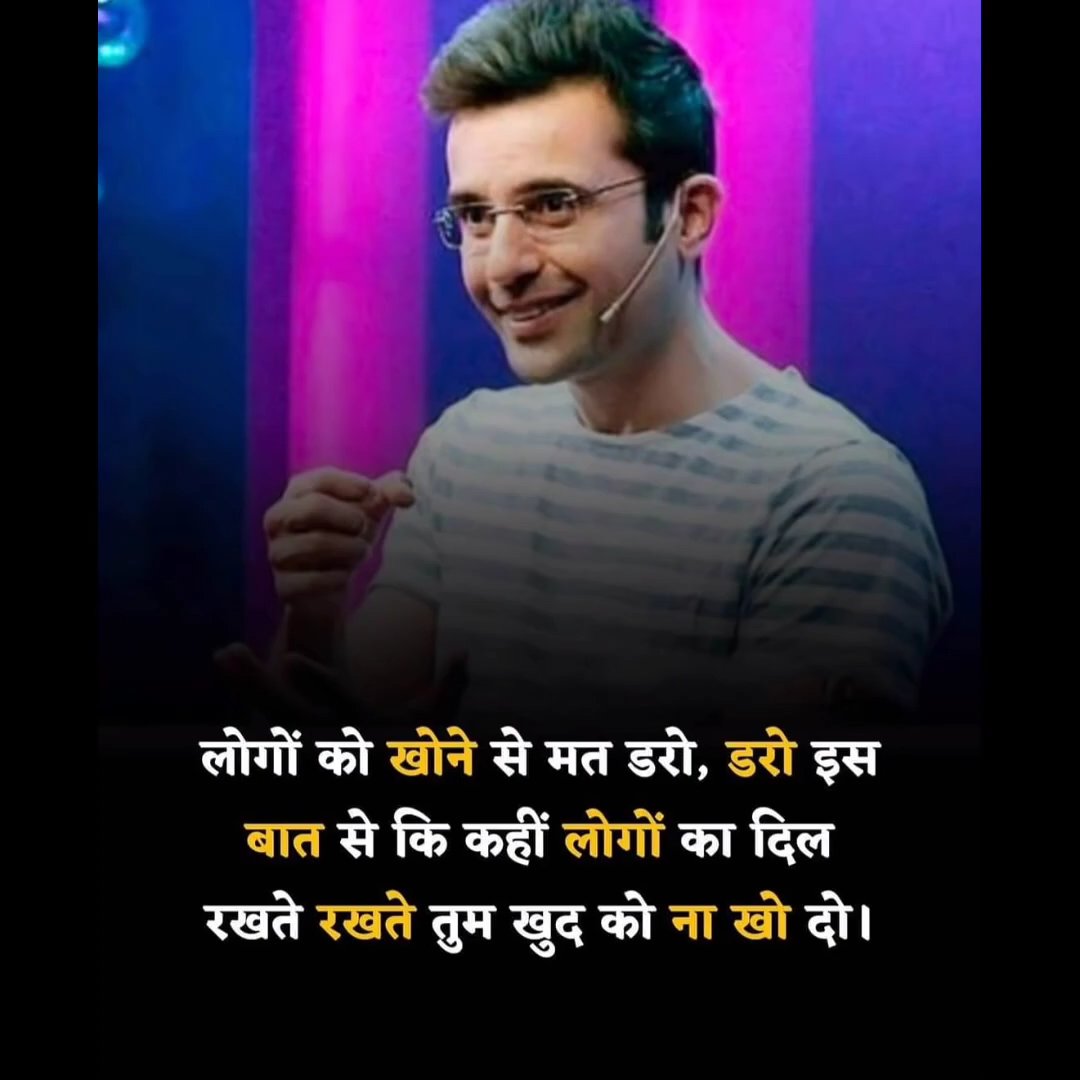 लोगों को खोने से मत डरो, डरो इस
बात से कि कहीं लोगों का दिल
रखते रखते तुम खुद को ना खो दो।